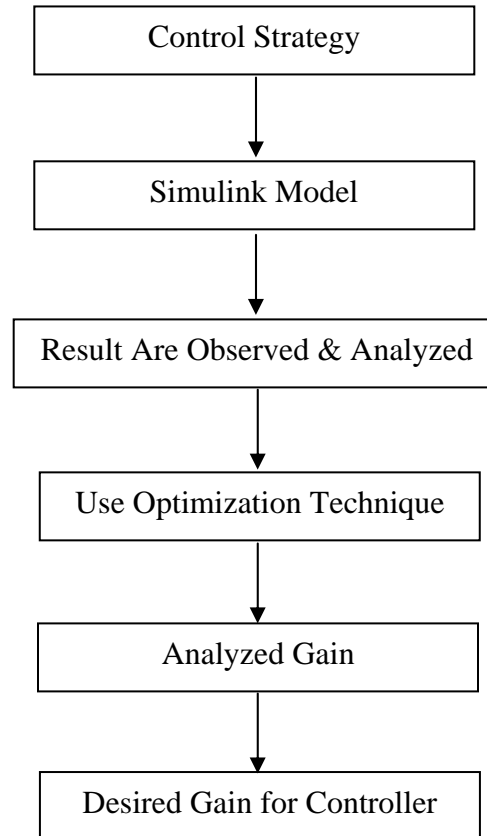 Control Strategy
Simulink Model
Result Are Observed & Analyzed
Use Optimization Technique
Analyzed Gain
Desired Gain for Controller